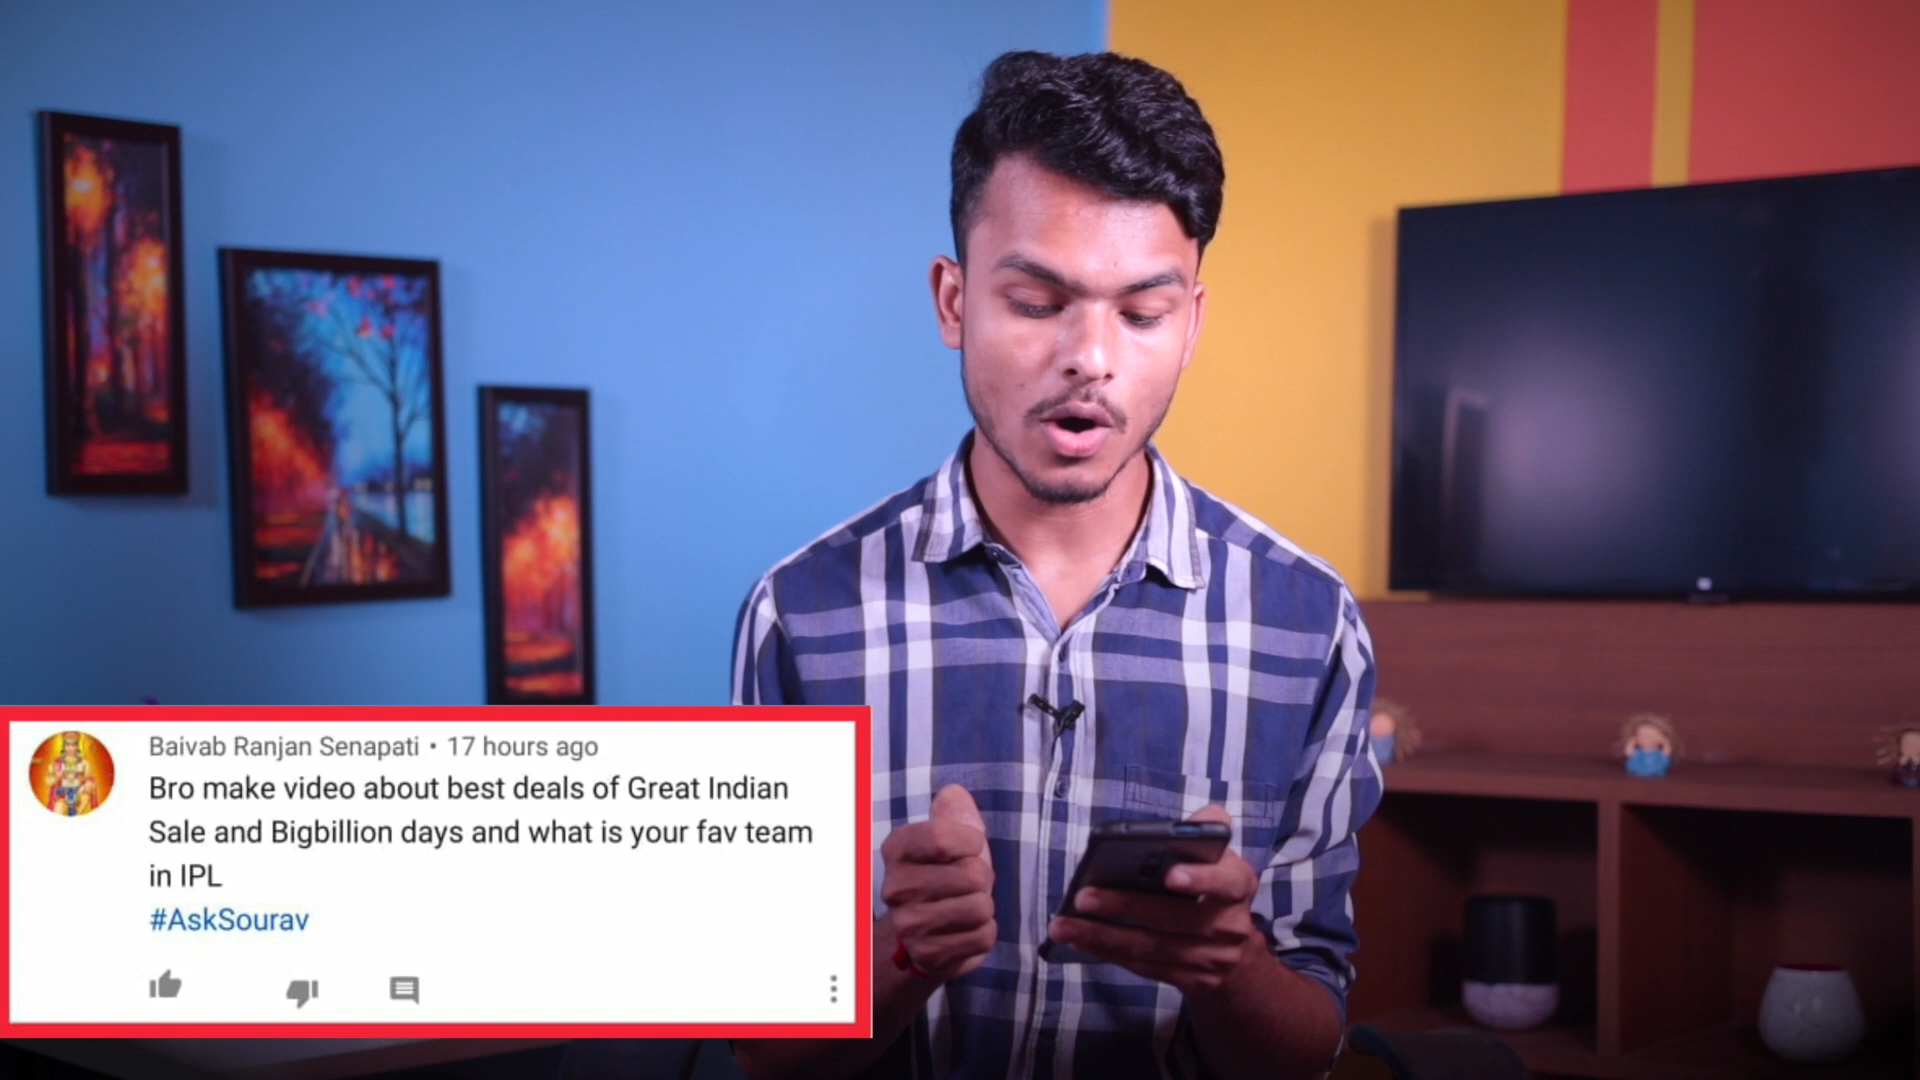 Baivab Ranjan Senapati • 17 hours ago
Bro make video about best deals of Great Indian
Sale and Bigbillion days and what is your fav team
in IPL
#AskSourav